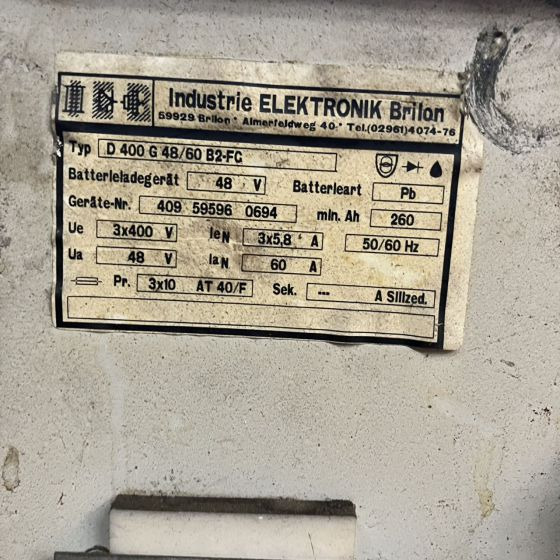 Industrie ELEKTRONIK Brilon
59929 Brilon * Almerfeldweg 40 * Tel.(02961)4074-76
Typ D 400 G 48/60 B2-FG
Batterieladegerät 48 V Batterieart Pb
Geräte-Nr. 409 59596 0694 min. Ah 260
Ue 3x400 V IeN 3x5,8 A 50/60 Hz
Ua 48 V IaN 60 A
Pr. 3x10 AT 40/F Sek. --- A Silized.